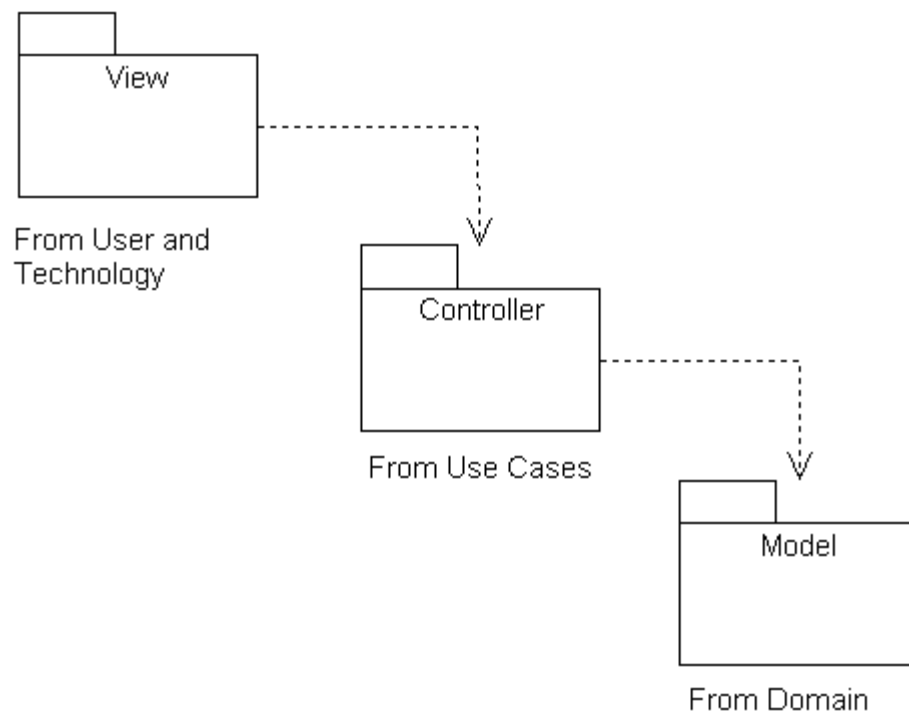 View
From User and
Technology
Controller
From Use Cases
Model
From Domain